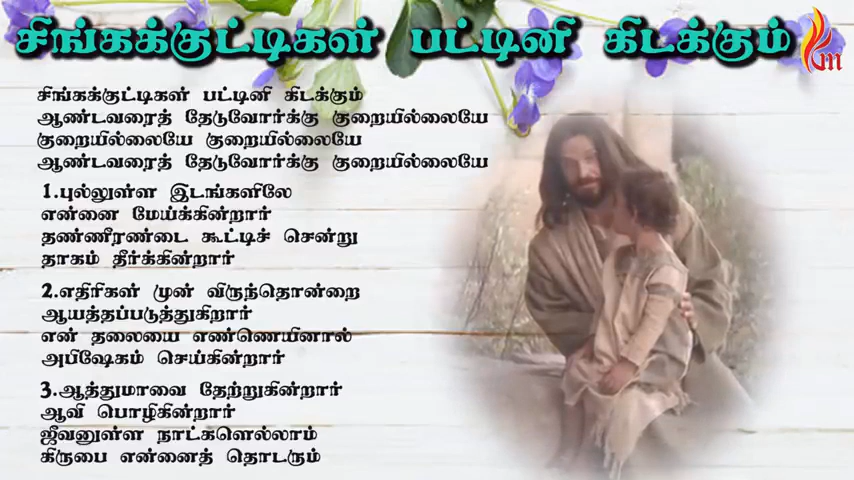 சிங்கக்குட்டிகள் பட்டினி கிடக்கும்
சிங்கக்குட்டிகள் பட்டினி கிடக்கும்
ஆண்டவரைத் தேடுவோர்க்கு குறையில்லையே
குறையில்லையே குறையில்லையே
ஆண்டவரைத் தேடுவோர்க்கு குறையில்லையே
1.புல்லுள்ள இடங்களிலே
என்னை மேய்க்கின்றார்
தண்ணீரண்டை கூட்டிச் சென்று
தாகம் தீர்க்கின்றார்
2.எதிரிகள் முன் விருந்தொன்றை
ஆயத்தப்படுத்துகிறார்
என் தலையை எண்ணெயினால்
அபிஷேகம் செய்கின்றார்
3.ஆத்துமாவை தேற்றுகின்றார்
ஆவி பொழிகின்றார்
ஜீவனுள்ள நாட்களெல்லாம்
கிருபை என்னைத் தொடரும்